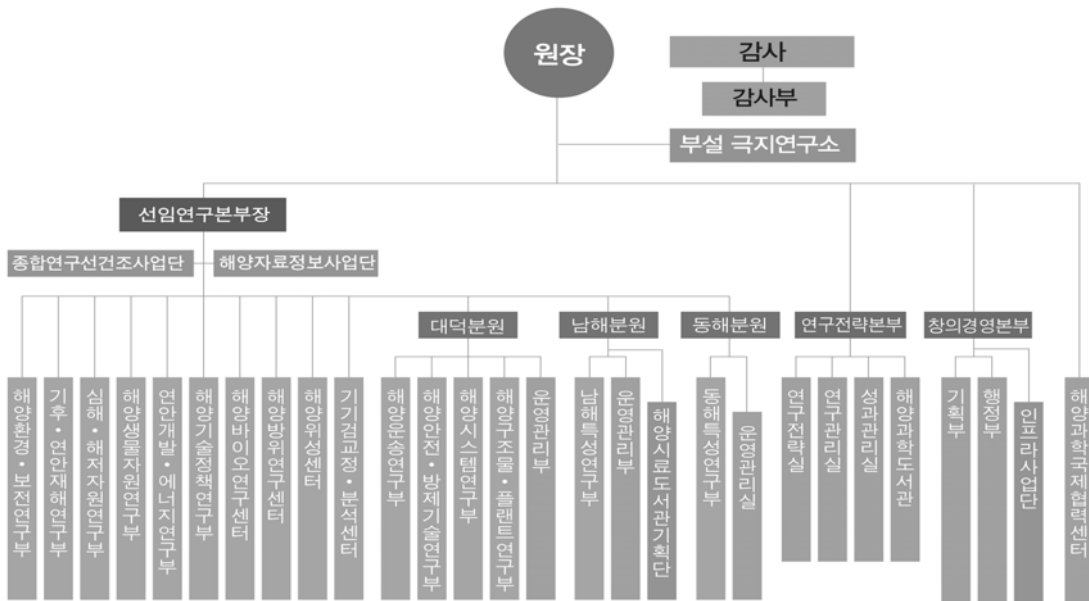 원장
감사
감사부
부설 극지연구소
선임연구본부장
종합연구선건조사업단
해양자료정보사업단
대덕분원
남해분원
동해분원
연구전략본부
창의경영본부
해양환경·보전연구부
기후·연안재해연구부
심해·해저자원연구부
해양생물자원연구부
연안개발·에너지연구부
해양기술정책연구부
해양바이오연구센터
해양방위연구센터
해양위성센터
기기검교정·분석센터
해양운송연구부
해양안전·방제기술연구부
해양시스템연구부
해양구조물·플랜트연구부
운영관리부
남해특성연구부
운영관리부
해양시료도서관기획단
동해특성연구부
운영관리실
연구전략실
연구관리실
성과관리실
해양과학도서관
기획부
행정부
인프라사업단
해양과학국제협력센터